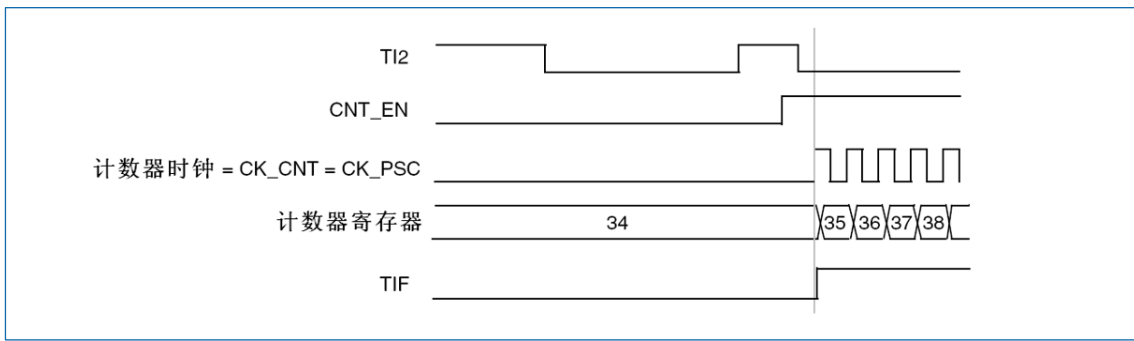 TI2
CNT_EN
计数器时钟 = CK_CNT = CK_PSC
计数器寄存器 34 35 36 37 38
TIF